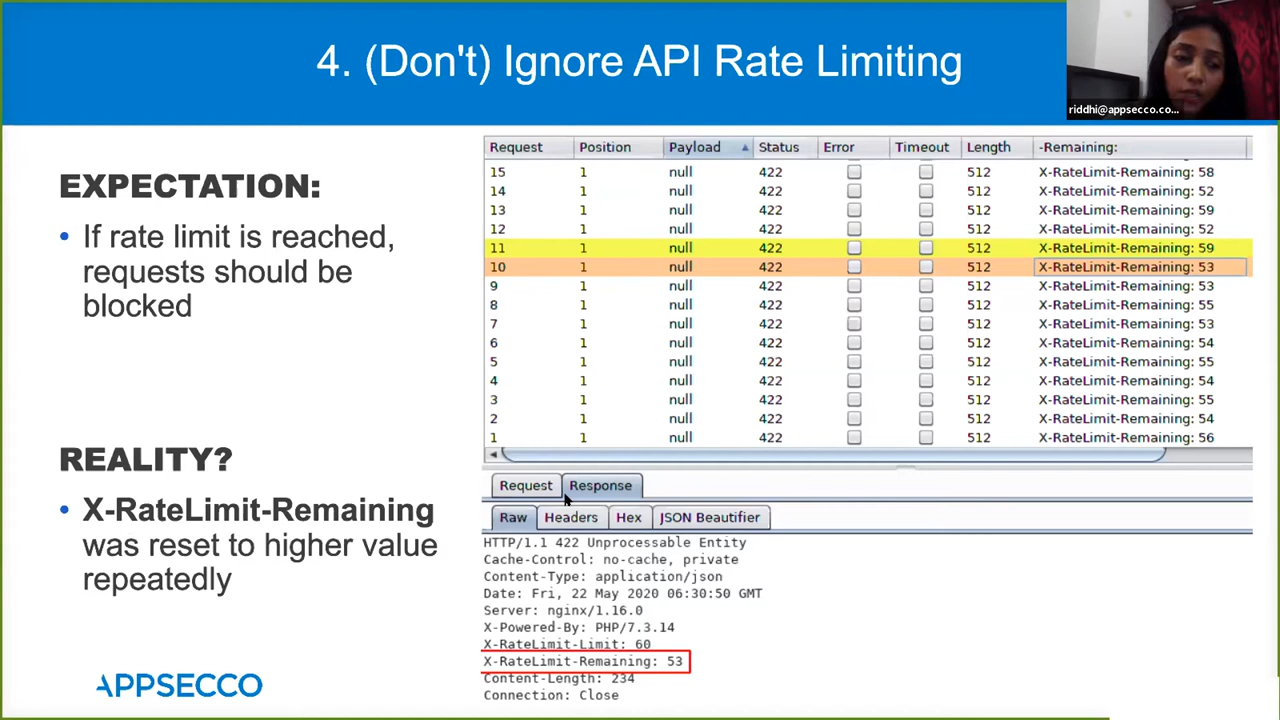 4. (Don't) Ignore API Rate Limiting
riddhi@appsecco.co...
EXPECTATION:
• If rate limit is reached,
requests should be
blocked
REALITY?
• X-RateLimit-Remaining
was reset to higher value
repeatedly
APPSECCO
Request Position Payload Status Error Timeout Length -Remaining:
15 1 null 422 512 X-RateLimit-Remaining: 58
14 1 null 422 512 X-RateLimit-Remaining: 52
13 1 null 422 512 X-RateLimit-Remaining: 59
12 1 null 422 512 X-RateLimit-Remaining: 52
11 1 null 422 512 X-RateLimit-Remaining: 59
10 1 null 422 512 X-RateLimit-Remaining: 53
9 1 null 422 512 X-RateLimit-Remaining: 53
8 1 null 422 512 X-RateLimit-Remaining: 55
7 1 null 422 512 X-RateLimit-Remaining: 53
6 1 null 422 512 X-RateLimit-Remaining: 54
5 1 null 422 512 X-RateLimit-Remaining: 55
4 1 null 422 512 X-RateLimit-Remaining: 54
3 1 null 422 512 X-RateLimit-Remaining: 55
2 1 null 422 512 X-RateLimit-Remaining: 54
1 1 null 422 512 X-RateLimit-Remaining: 56
Request Response
Raw Headers Hex JSON Beautifier
HTTP/1.1 422 Unprocessable Entity
Cache-Control: no-cache, private
Content-Type: application/json
Date: Fri, 22 May 2020 06:30:50 GMT
Server: nginx/1.16.0
X-Powered-By: PHP/7.3.14
X-RateLimit-Limit: 60
X-RateLimit-Remaining: 53
Content-Length: 234
Connection: Close